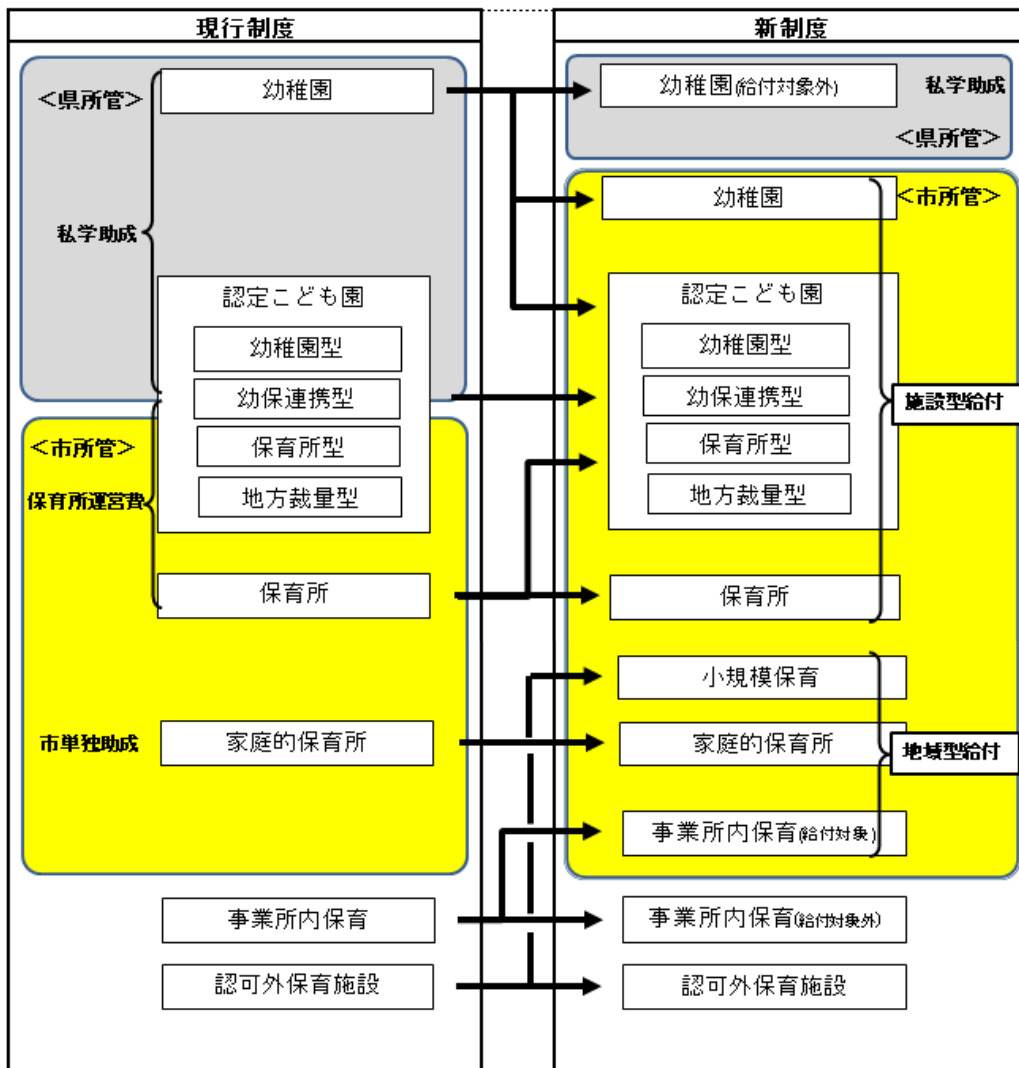 現行制度
<県所管>
幼稚園
私学助成
認定こども園
幼稚園型
幼保連携型
保育所型
地方裁量型
<市所管>
保育所運営費
保育所
市単独助成
家庭的保育所
事業所内保育
認可外保育施設
新制度
幼稚園(給付対象外)
私学助成
<県所管>
幼稚園
<市所管>
認定こども園
幼稚園型
幼保連携型
保育所型
地方裁量型
施設型給付
保育所
小規模保育
家庭的保育所
地域型給付
事業所内保育(給付対象)
事業所内保育(給付対象外)
認可外保育施設